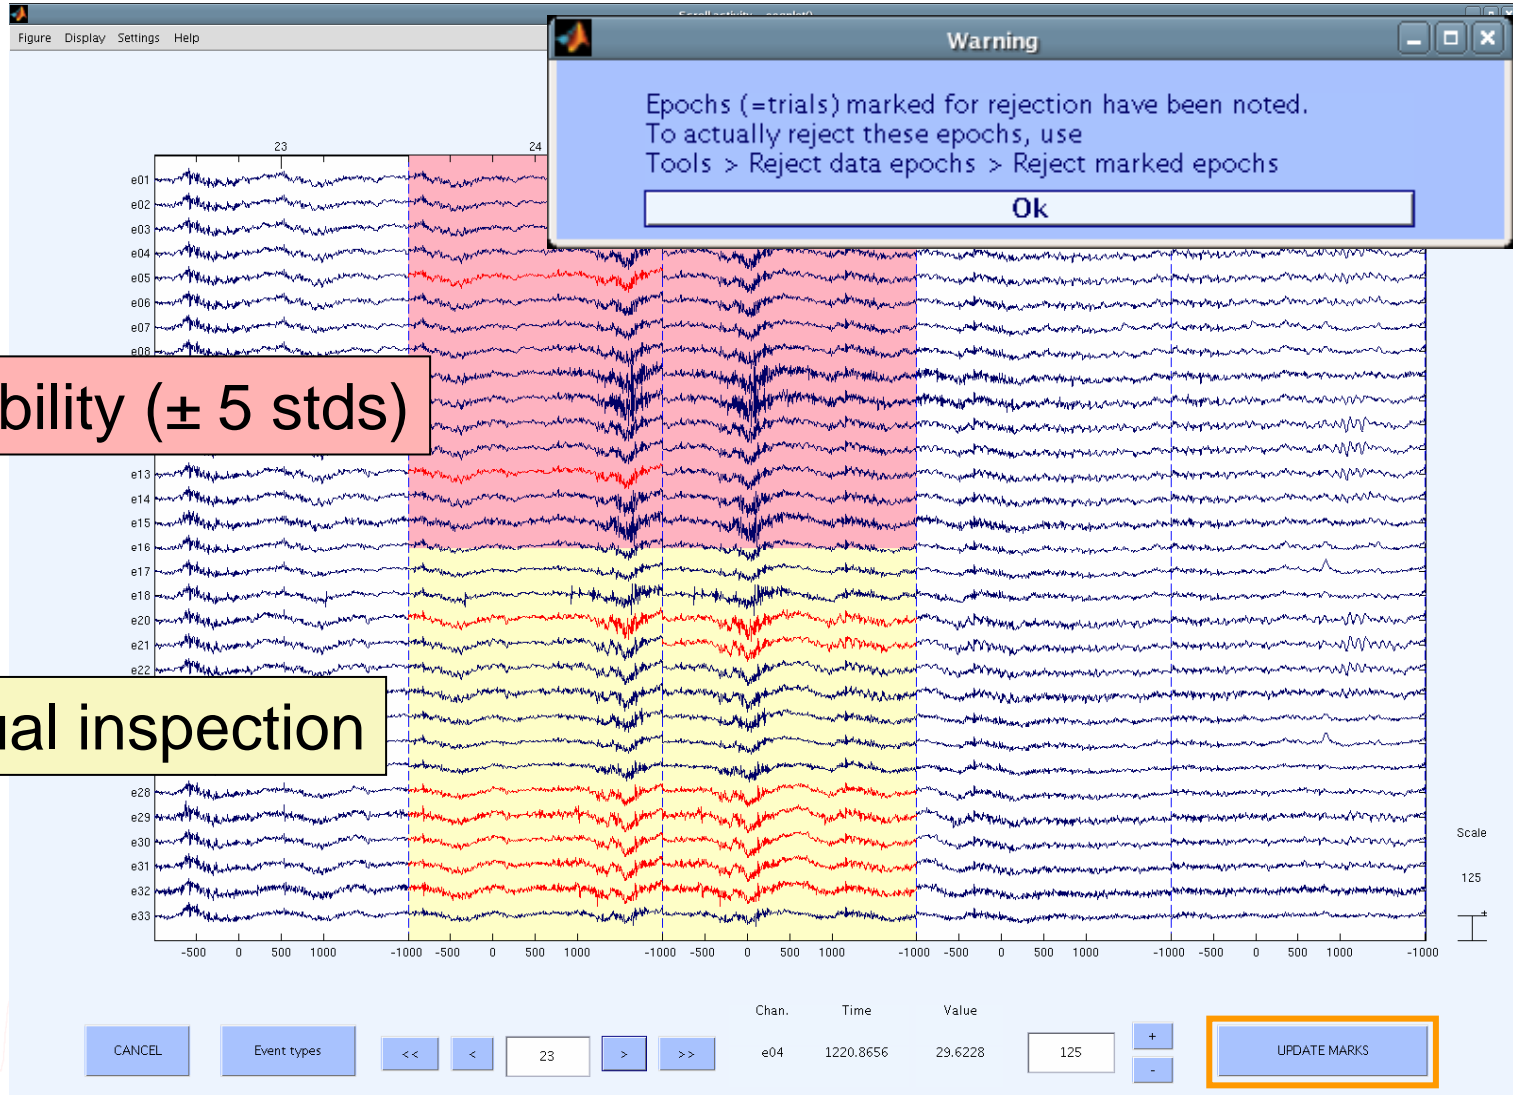 Scroll activity -- eegplot()
Figure Display Settings Help
Warning
Epochs (=trials) marked for rejection have been noted.
To actually reject these epochs, use
Tools > Reject data epochs > Reject marked epochs
Ok
23 24
e01
e02
e03
e04
e05
e06
e07
e08
bility (± 5 stds)
e13
e14
e15
e16
e17
e18
e20
e21
e22
ual inspection
e28
e29
e30
e31
e32
e33
Scale
125
+
-500 0 500 1000 -1000 -500 0 500 1000 -1000 -500 0 500 1000 -1000 -500 0 500 1000 -1000 -500 0 500 1000 -1000
Chan. Time Value
CANCEL Event types << < 23 > >> e04 1220.8656 29.6228 125 + - UPDATE MARKS